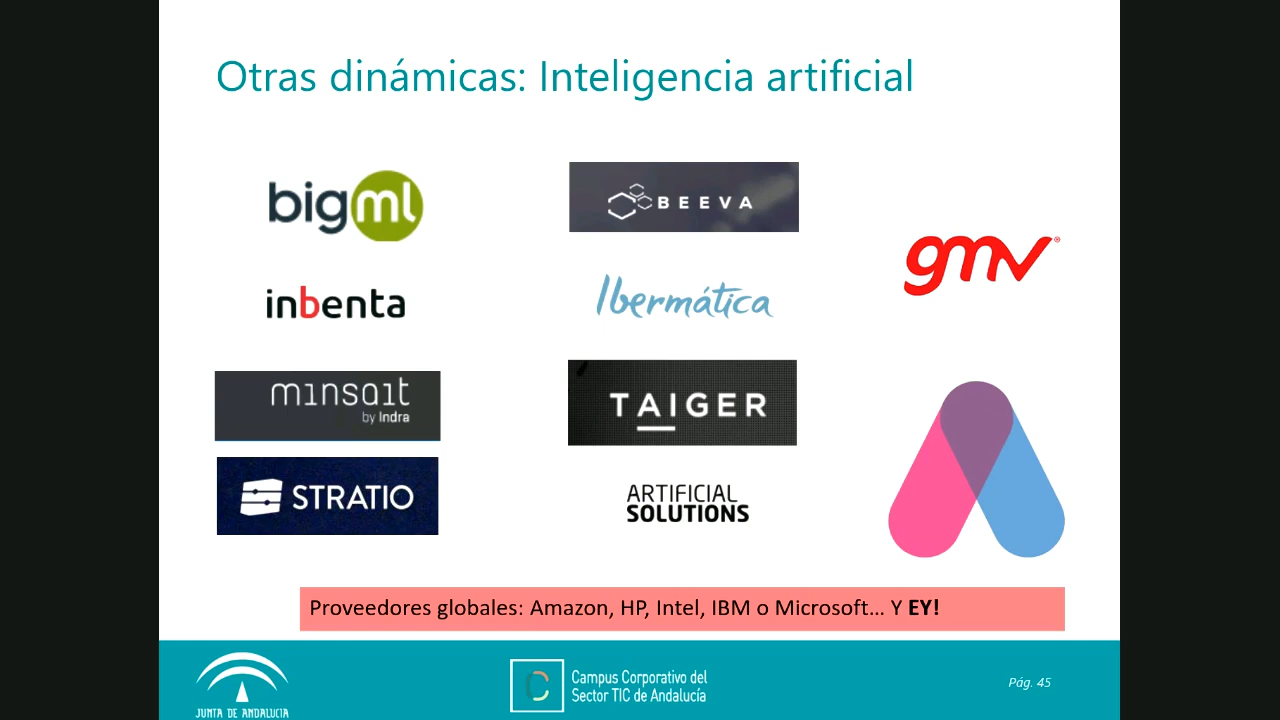 Otras dinámicas: Inteligencia artificial
bigml
BEEVA
gmv®
inbenta
Ibermática
minsait
by Indra
TAIGER
STRATIO
ARTIFICIAL
SOLUTIONS
Proveedores globales: Amazon, HP, Intel, IBM o Microsoft... Y EY!
JUNTA DE ANDALUCIA
C
Campus Corporativo del
Sector TIC de Andalucía
Pág. 45